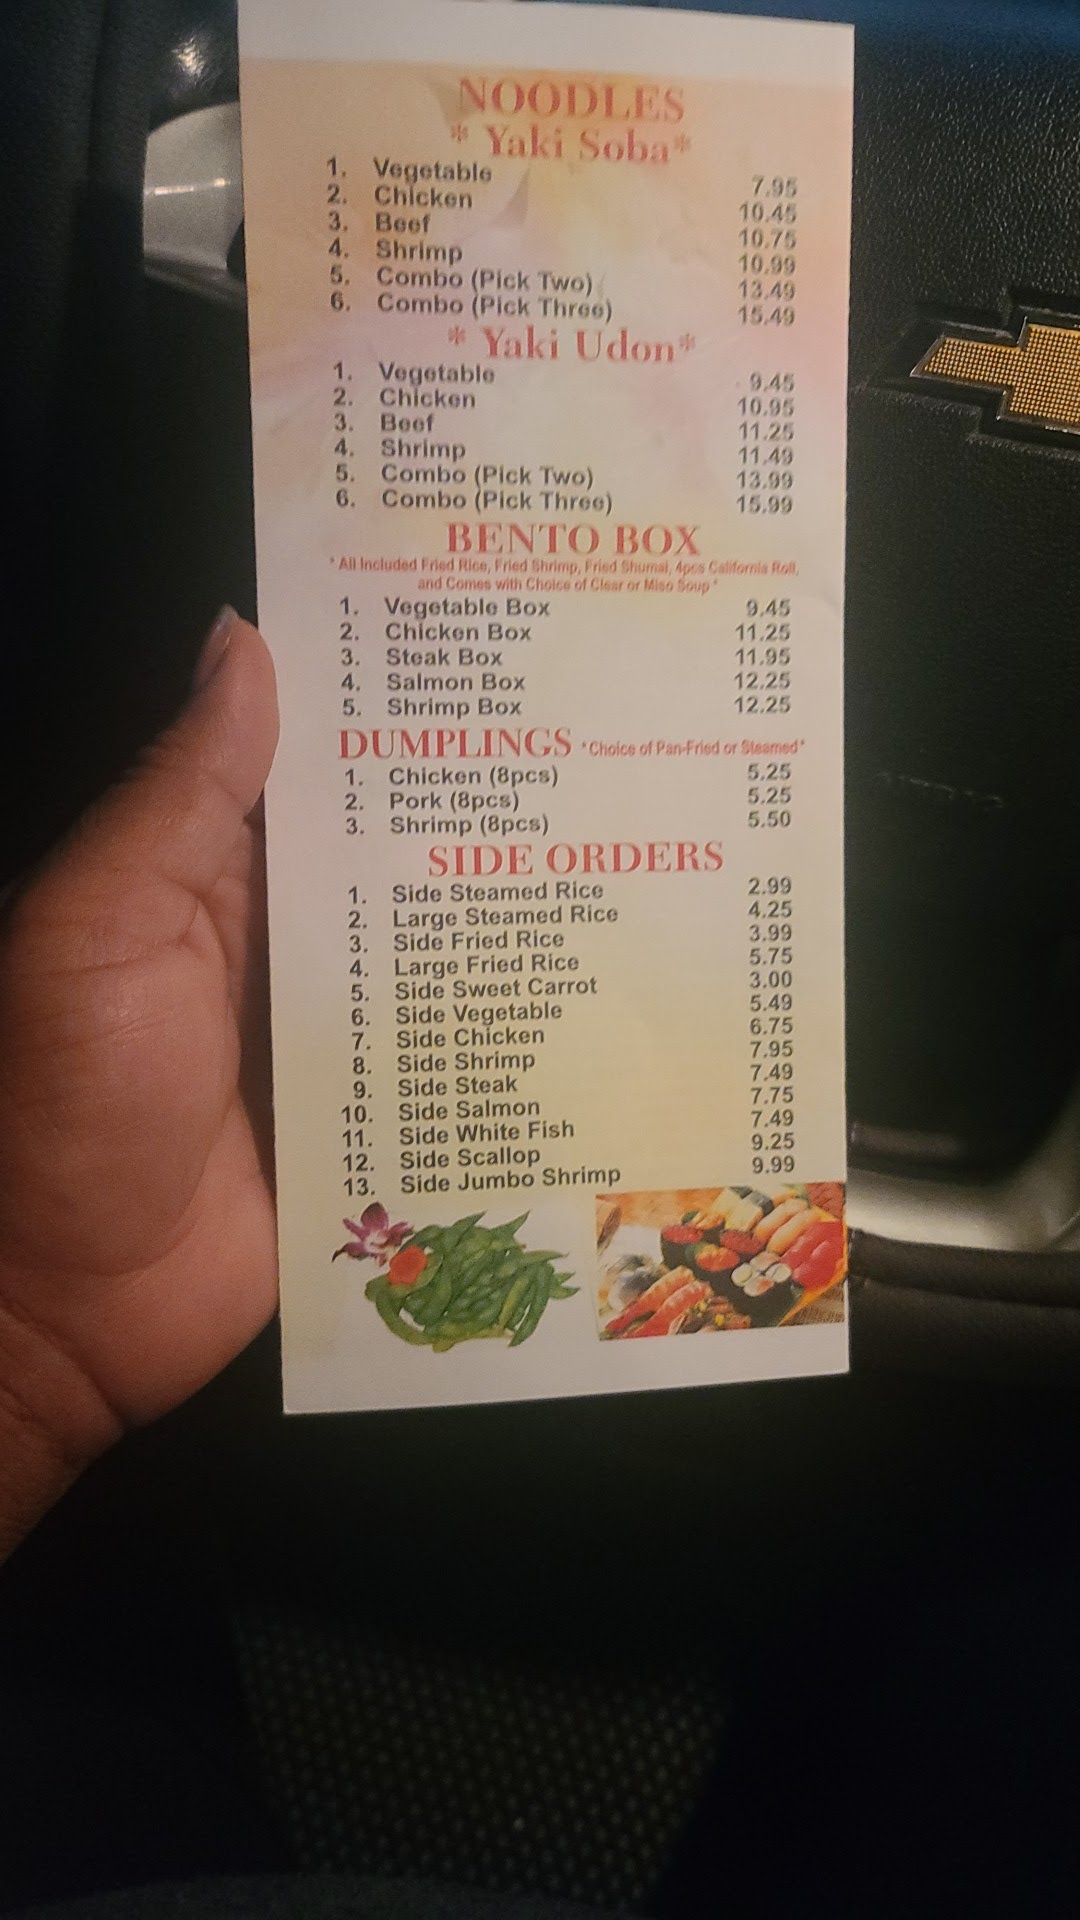 NOODLES
* Yaki Soba*
1. Vegetable 7.95
2. Chicken 10.45
3. Beef 10.75
4. Shrimp 10.99
5. Combo (Pick Two) 13.49
6. Combo (Pick Three) 15.49
* Yaki Udon*
1. Vegetable 9.45
2. Chicken 10.95
3. Beef 11.25
4. Shrimp 11.49
5. Combo (Pick Two) 13.99
6. Combo (Pick Three) 15.99
BENTO BOX
* All Included Fried Rice, Fried Shrimp, Fried Shumai, 4pcs California Roll,
and Comes with Choice of Clear or Miso Soup *
1. Vegetable Box 9.45
2. Chicken Box 11.25
3. Steak Box 11.95
4. Salmon Box 12.25
5. Shrimp Box 12.25
DUMPLINGS *Choice of Pan-Fried or Steamed*
1. Chicken (8pcs) 5.25
2. Pork (8pcs) 5.25
3. Shrimp (8pcs) 5.50
SIDE ORDERS
1. Side Steamed Rice 2.99
2. Large Steamed Rice 4.25
3. Side Fried Rice 3.99
4. Large Fried Rice 5.75
5. Side Sweet Carrot 3.00
6. Side Vegetable 5.49
7. Side Chicken 6.75
8. Side Shrimp 7.95
9. Side Steak 7.49
10. Side Salmon 7.75
11. Side White Fish 7.49
12. Side Scallop 9.25
13. Side Jumbo Shrimp 9.99